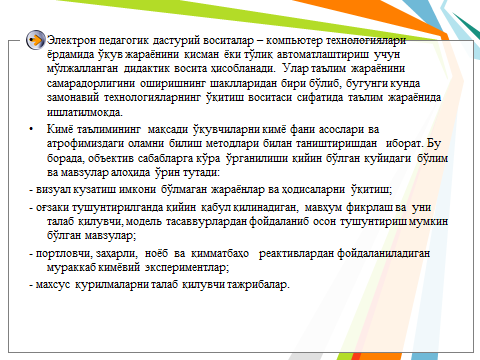 Электрон педагогик дастурий воситалар – компьютер технологиялари
ёрдамида ўқув жараёнини қисман ёки тўлиқ автоматлаштириш учун
мўлжалланган дидактик восита ҳисобланади. Улар таълим жараёнини
самарадорлигини оширишнинг шаклларидан бири бўлиб, бугунги кунда
замонавий технологияларнинг ўқитиш воситаси сифатида таълим жараёнида
ишлатилмоқда.
• Кимё таълимининг мақсади ўқувчиларни кимё фани асослари ва
атрофимиздаги оламни билиш методлари билан таништиришдан иборат. Бу
борада, объектив сабабларга кўра ўрганилиши қийин бўлган қуйидаги бўлим
ва мавзулар алоҳида ўрин тутади:
- визуал кузатиш имкони бўлмаган жараёнлар ва ҳодисаларни ўқитиш;
- оғзаки тушунтирилганда қийин қабул қилинадиган, мавҳум фикрлаш ва уни
талаб қилувчи, модель тасаввурлардан фойдаланиб осон тушунтириш мумкин
бўлган мавзулар;
- портловчи, заҳарли, ноёб ва қимматбаҳо реактивлардан фойдаланиладиган
мураккаб кимёвий экспериментлар;
- махсус қурилмаларни талаб қилувчи тажрибалар.